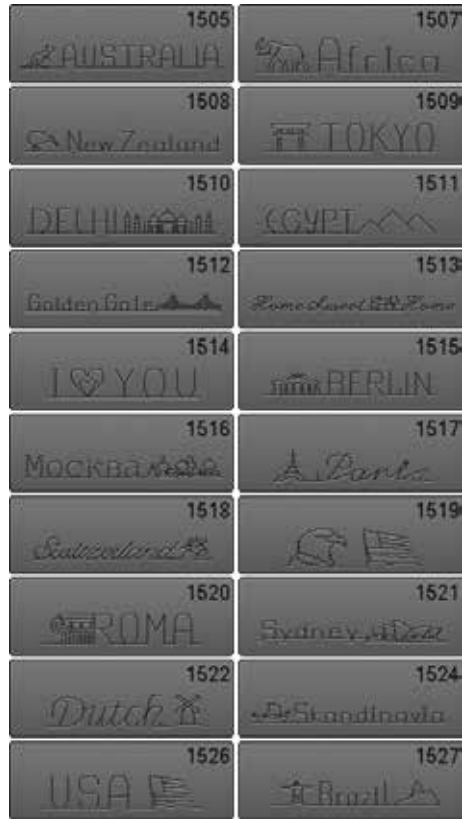 1505
AUSTRALIA
1507
Africa
1508
New Zealand
1509
TOKYO
1510
DELHI
1511
EGYPT
1512
Golden Gate
1513
Home sweet Home
1514
I YOU
1515
BERLIN
1516
Москва
1517
Paris
1518
Switzerland
1519
1520
ROMA
1521
Sydney
1522
Dutch
1524
Skandinavia
1526
USA
1527
Brazil